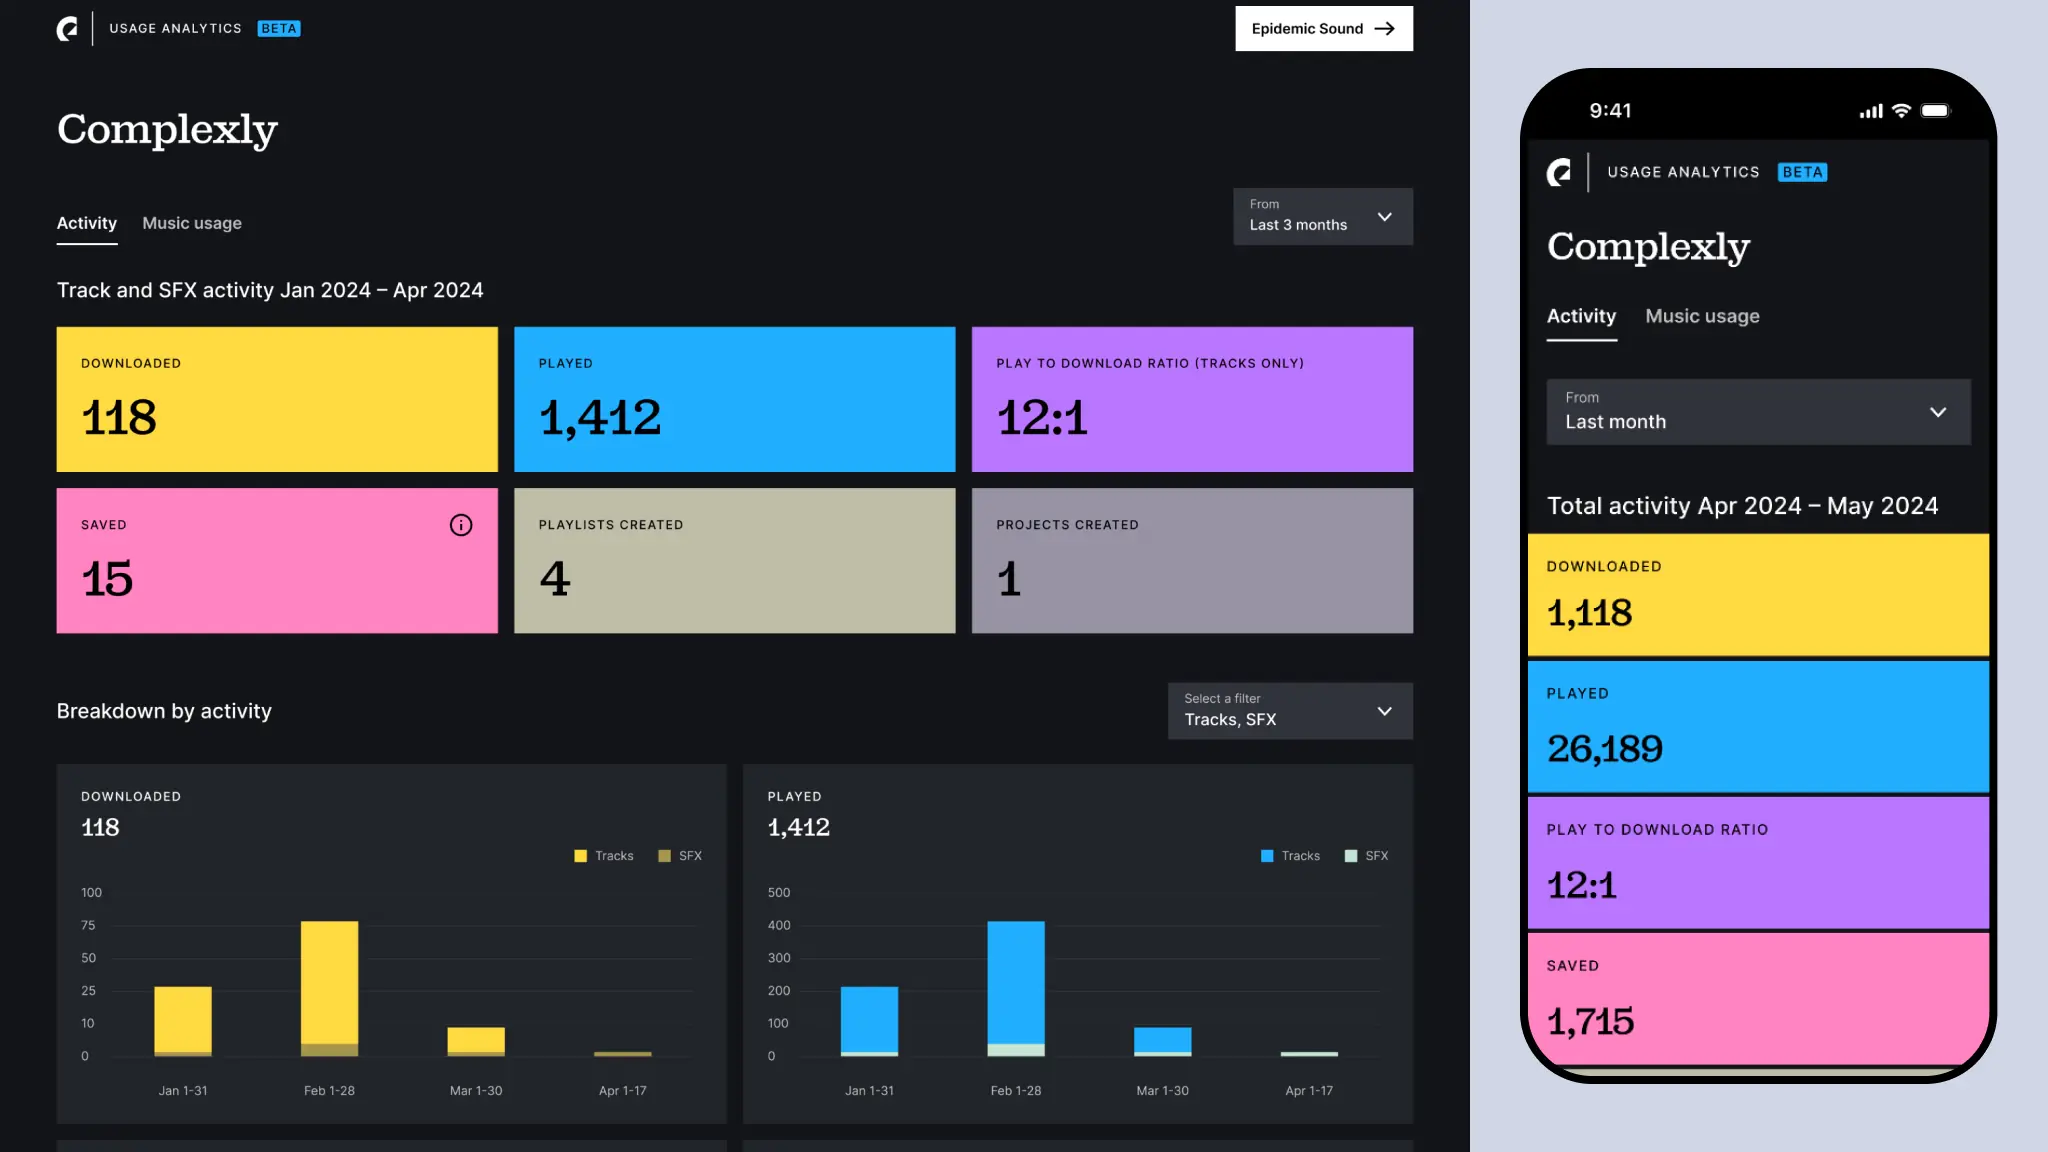 USAGE ANALYTICS BETA
Epidemic Sound
Complexly
Activity Music usage
From
Last 3 months
Track and SFX activity Jan 2024 – Apr 2024
DOWNLOADED
118
PLAYED
1,412
PLAY TO DOWNLOAD RATIO (TRACKS ONLY)
12:1
SAVED
15
PLAYLISTS CREATED
4
PROJECTS CREATED
1
Breakdown by activity
Select a filter
Tracks, SFX
DOWNLOADED
118
Tracks SFX
100
75
50
25
10
0
Jan 1-31 Feb 1-28 Mar 1-30 Apr 1-17
PLAYED
1,412
Tracks SFX
500
400
300
200
100
0
Jan 1-31 Feb 1-28 Mar 1-30 Apr 1-17
9:41
USAGE ANALYTICS BETA
Complexly
Activity Music usage
From
Last month
Total activity Apr 2024 – May 2024
DOWNLOADED
1,118
PLAYED
26,189
PLAY TO DOWNLOAD RATIO
12:1
SAVED
1,715